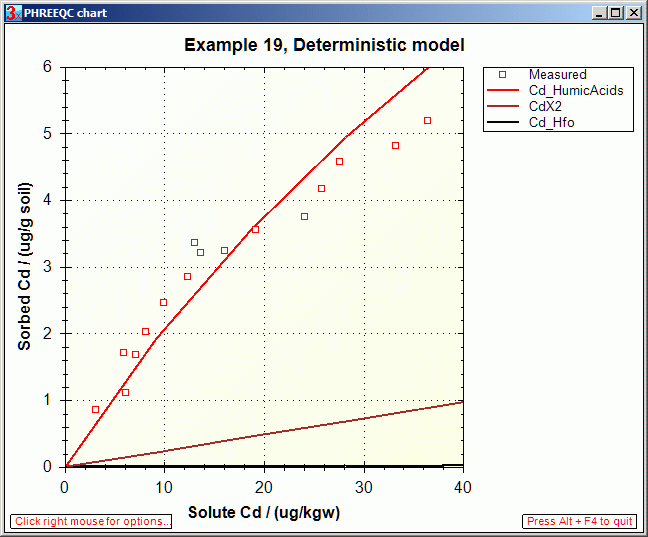 PHREEQC chart
Example 19, Deterministic model
Measured
Cd_HumicAcids
CdX2
Cd_Hfo
6
5
4
3
2
1
0
Sorbed Cd / (ug/g soil)
0 10 20 30 40
Solute Cd / (ug/kgw)
Click right mouse for options...
Press Alt + F4 to quit